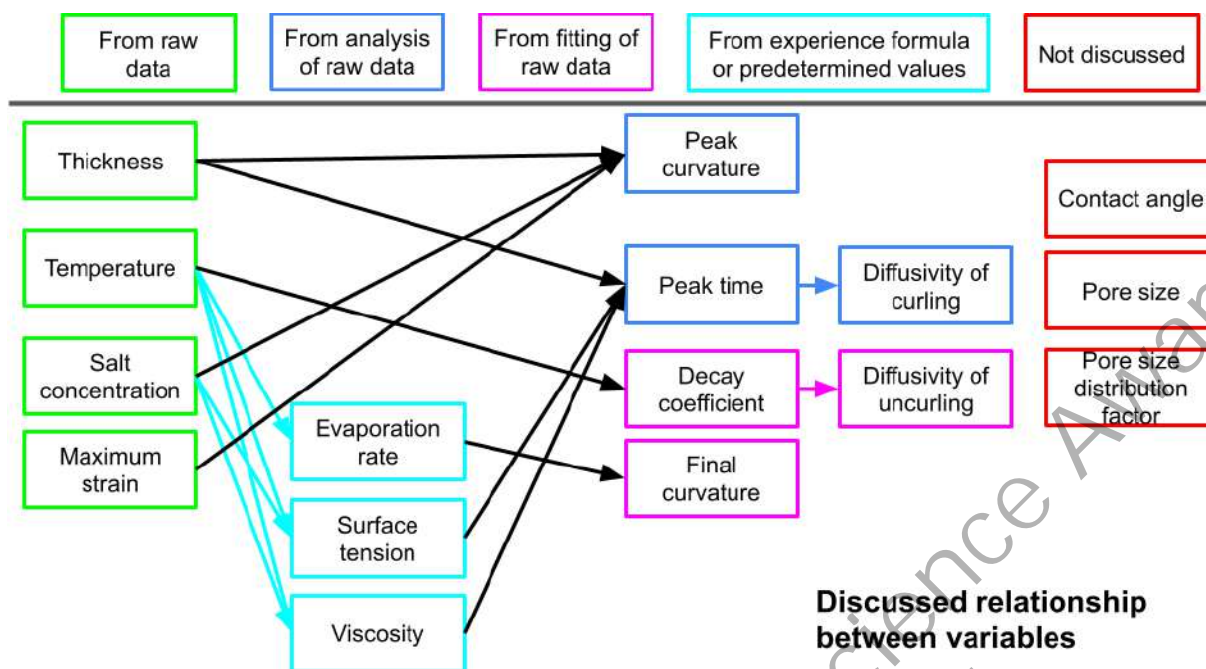 From raw
data
From analysis
of raw data
From fitting of
raw data
From experience formula
or predetermined values
Not discussed
Thickness
Peak
curvature
Contact angle
Temperature
Peak time
Diffusivity of
curling
Pore size
Salt
concentration
Decay
coefficient
Diffusivity of
uncurling
Pore size
distribution
factor
Maximum
strain
Evaporation
rate
Final
curvature
Surface
tension
Viscosity
Discussed relationship
between variables
cience Awar